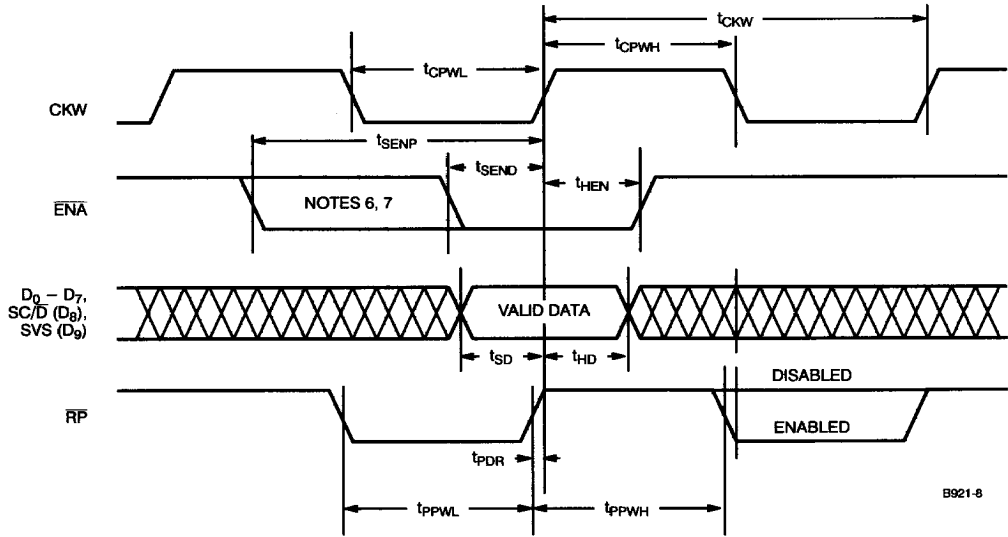 tCKW
tCPWH
tCPWL
CKW
tSENP
tSEND
tHEN
ENA
NOTES 6, 7
D0 – D7,
SC/D (D8),
SVS (D9)
VALID DATA
tSD
tHD
DISABLED
RP
ENABLED
tPDR
tPPWL
tPPWH
B921-8